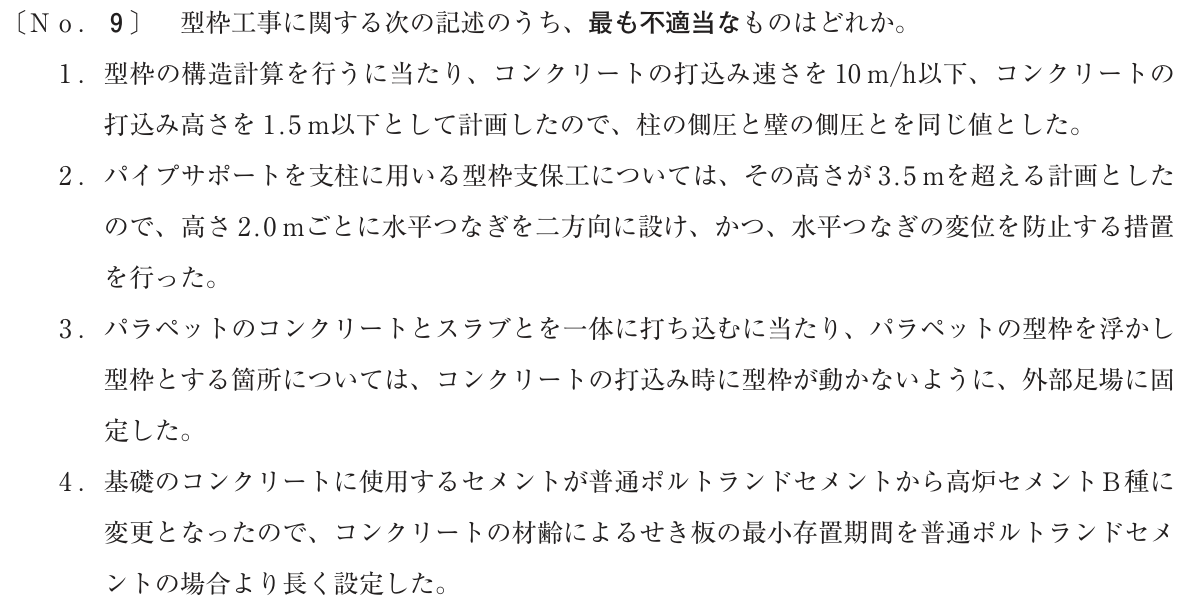 〔Ｎｏ. 9〕　型枠工事に関する次の記述のうち、最も不適当なものはどれか。
1. 型枠の構造計算を行うに当たり、コンクリートの打込み速さを 10 m/h以下、コンクリートの
打込み高さを 1.5 m以下として計画したので、柱の側圧と壁の側圧とを同じ値とした。
2. パイプサポートを支柱に用いる型枠支保工については、その高さが 3.5 mを超える計画とした
ので、高さ 2.0 mごとに水平つなぎを二方向に設け、かつ、水平つなぎの変位を防止する措置
を行った。
3. パラペットのコンクリートとスラブとを一体に打ち込むに当たり、パラペットの型枠を浮かし
型枠とする箇所については、コンクリートの打込み時に型枠が動かないように、外部足場に固
定した。
4. 基礎のコンクリートに使用するセメントが普通ポルトランドセメントから高炉セメントＢ種に
変更となったので、コンクリートの材齢によるせき板の最小存置期間を普通ポルトランドセメ
ントの場合より長く設定した。